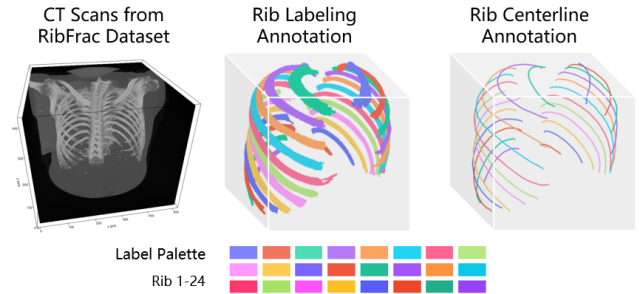 CT Scans from
RibFrac Dataset
Rib Labeling
Annotation
Rib Centerline
Annotation
Label Palette
Rib 1-24